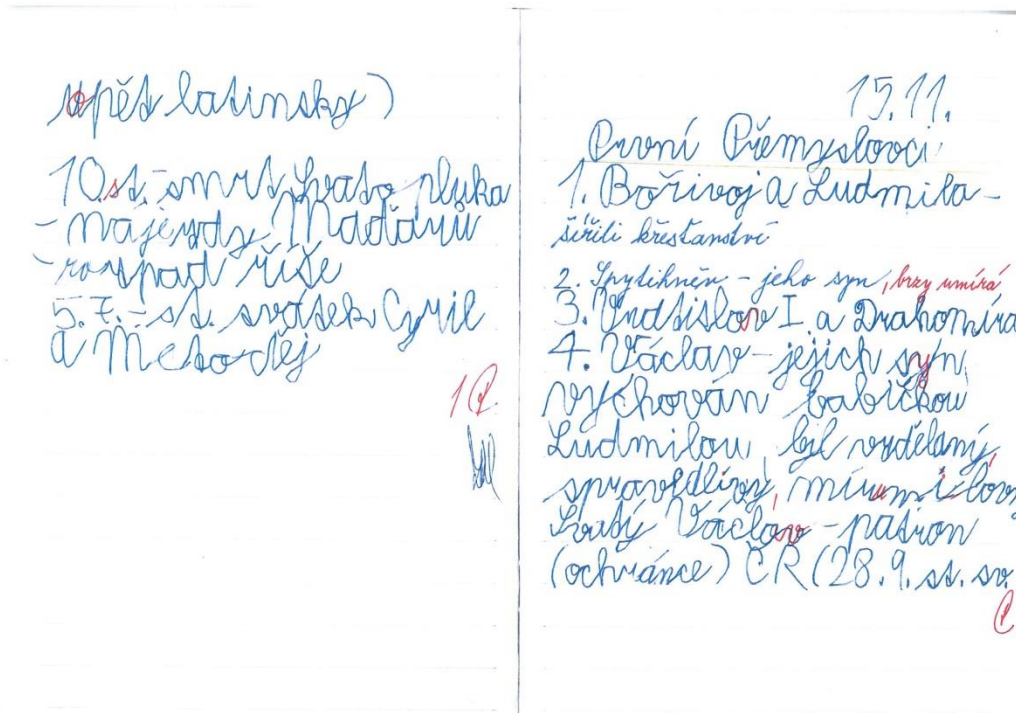 opět latinsky)
10. st. - smrt Svatopluka
- nájezdy Maďarů
- rozpad říše
5. 7. - st. svátek Cyril
a Metoděj
1
15. 11.
První Přemyslovci
1. Bořivoj a Ludmila -
šířili křesťanství
2. Spytihněv - jeho syn, brzy umírá
3. Vratislav I. a Drahomíra
4. Václav - jejich syn,
vychován babičkou
Ludmilou, byl vzdělaný,
spravedlivý, mírumilovný
Svatý Václav - patron
(ochránce) ČR (28. 9. st. sv.